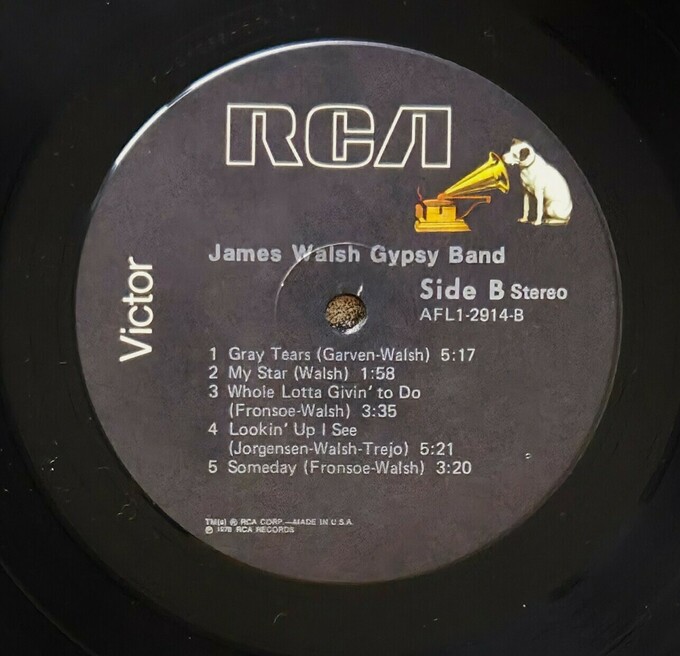 RCA
Victor
James Walsh Gypsy Band
Side B Stereo
AFL1-2914-B
1 Gray Tears (Garven-Walsh) 5:17
2 My Star (Walsh) 1:58
3 Whole Lotta Givin' to Do
(Fronsoe-Walsh) 3:35
4 Lookin' Up I See
(Jorgensen-Walsh-Trejo) 5:21
5 Someday (Fronsoe-Walsh) 3:20
TM(s) ® RCA CORP.—MADE IN U.S.A.
℗ 1978 RCA RECORDS